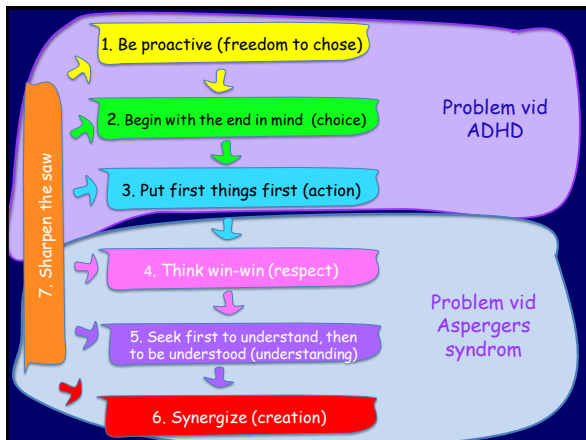 1. Be proactive (freedom to chose)
2. Begin with the end in mind (choice)
3. Put first things first (action)
Problem vid
ADHD
7. Sharpen the saw
4. Think win-win (respect)
5. Seek first to understand, then
to be understood (understanding)
6. Synergize (creation)
Problem vid
Aspergers
syndrom